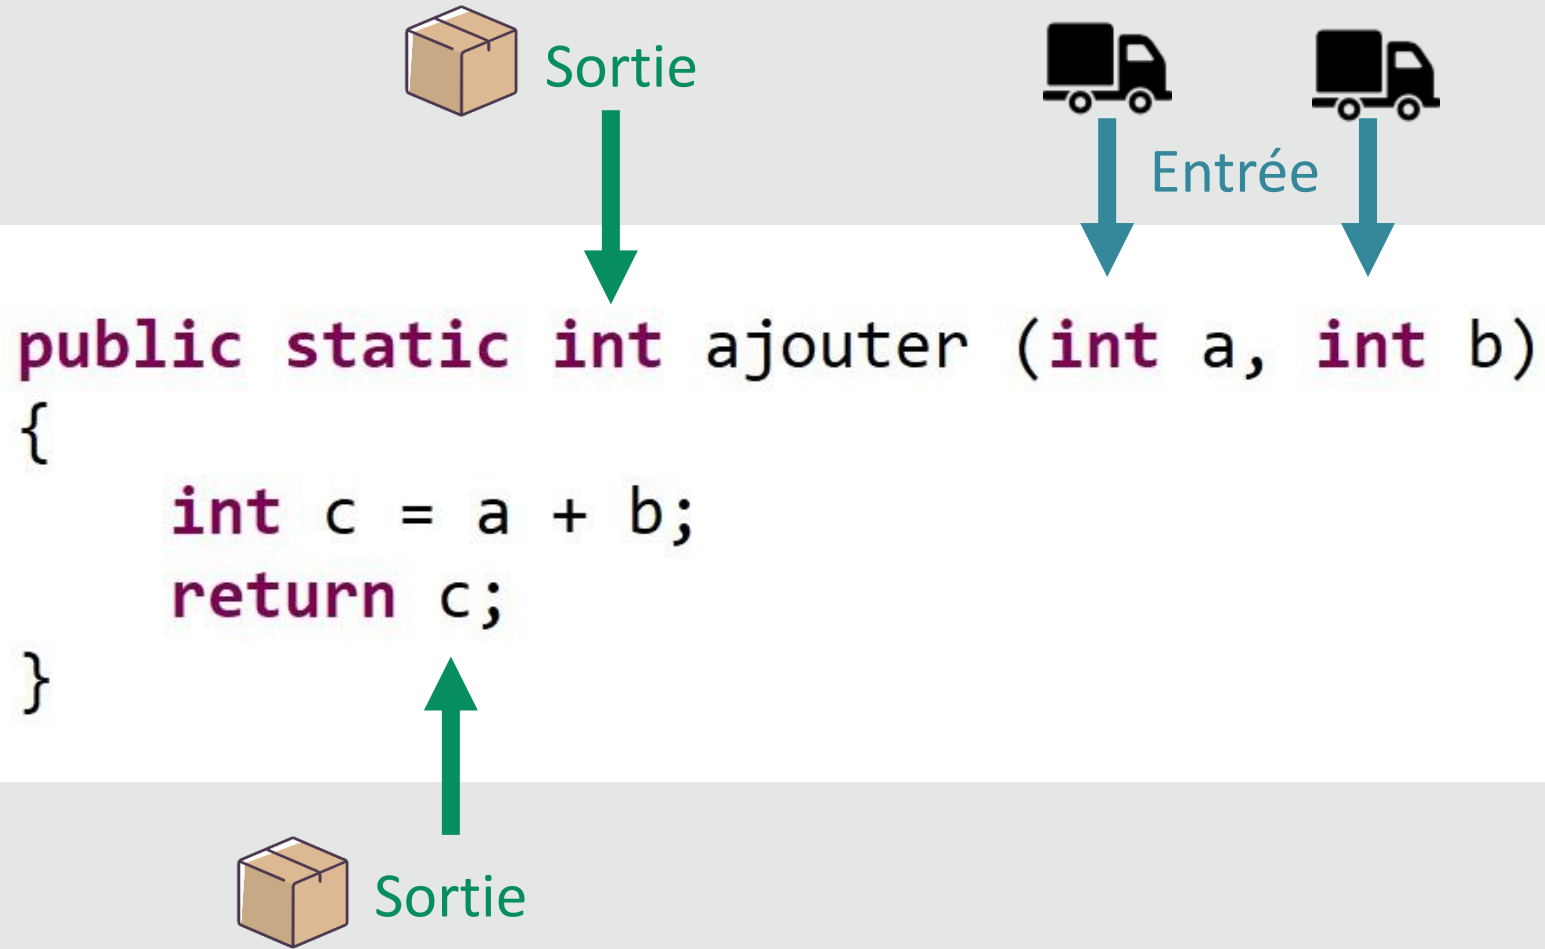 Sortie
Entrée
public static int ajouter (int a, int b)
{
int c = a + b;
return c;
}
Sortie